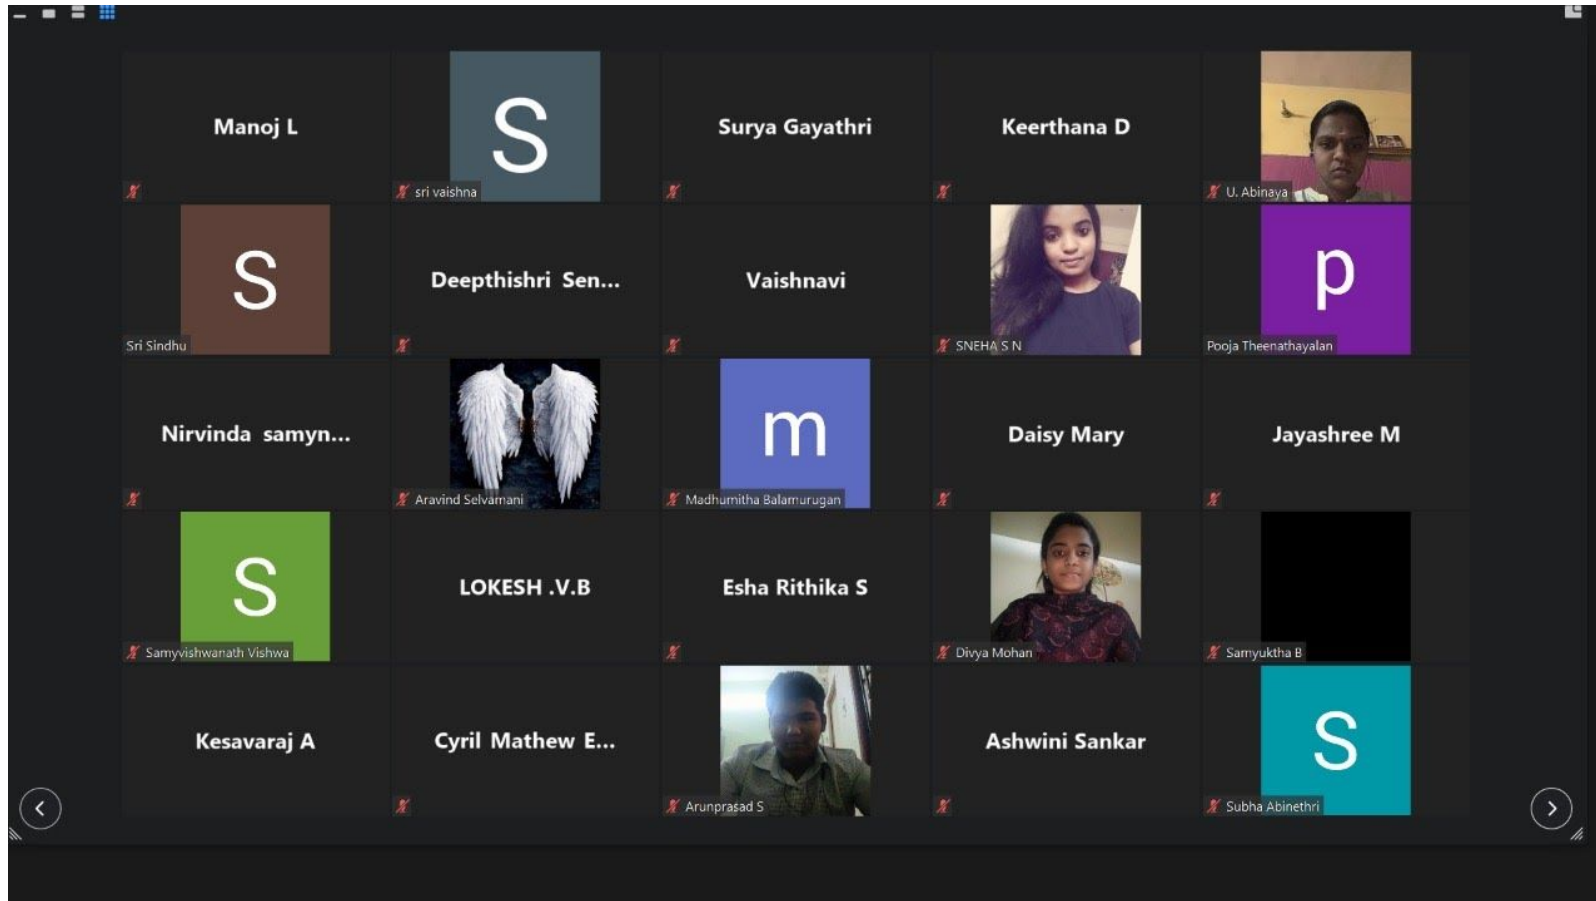 Manoj L
S
sri vaishna
Surya Gayathri
Keerthana D
U. Abinaya
S
Sri Sindhu
Deepthishri Sen...
Vaishnavi
SNEHA S N
p
Pooja Theenathayalan
Nirvinda samyn...
Aravind Selvamani
m
Madhumitha Balamurugan
Daisy Mary
Jayashree M
S
Samyvishwanath Vishwa
LOKESH .V.B
Esha Rithika S
Divya Mohan
Samyuktha B
Kesavaraj A
Cyril Mathew E...
Arunprasad S
Ashwini Sankar
S
Subha Abinethri